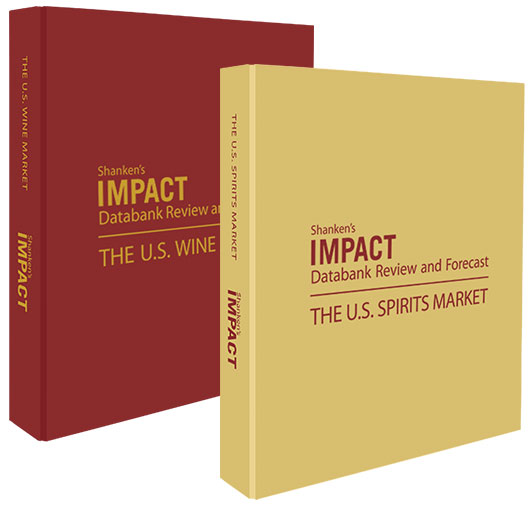 THE U.S. WINE MARKET
Shanken's
IMPACT
Shanken's
IMPACT
Databank Review an
THE U.S. WINE
THE U.S. SPIRITS MARKET
Shanken's
IMPACT
Shanken's
IMPACT
Databank Review and Forecast
THE U.S. SPIRITS MARKET